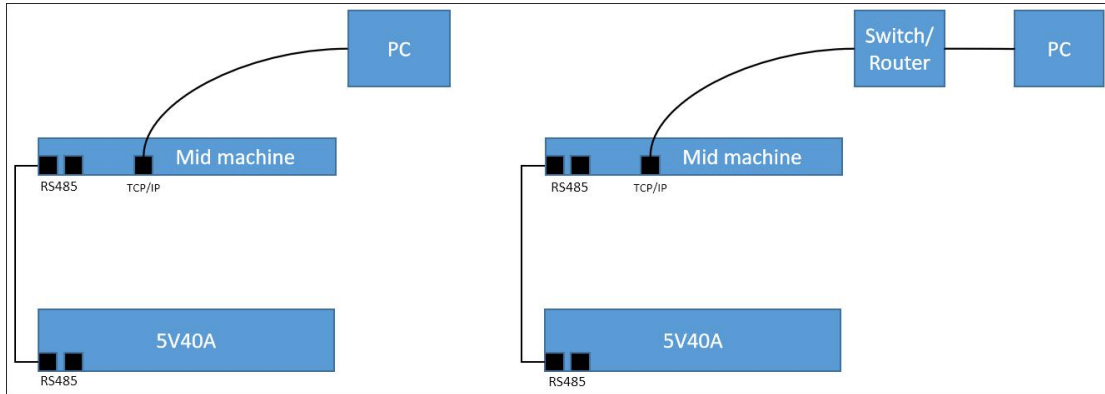 PC
Mid machine
RS485
TCP/IP
5V40A
RS485
Switch/
Router
PC
Mid machine
RS485
TCP/IP
5V40A
RS485